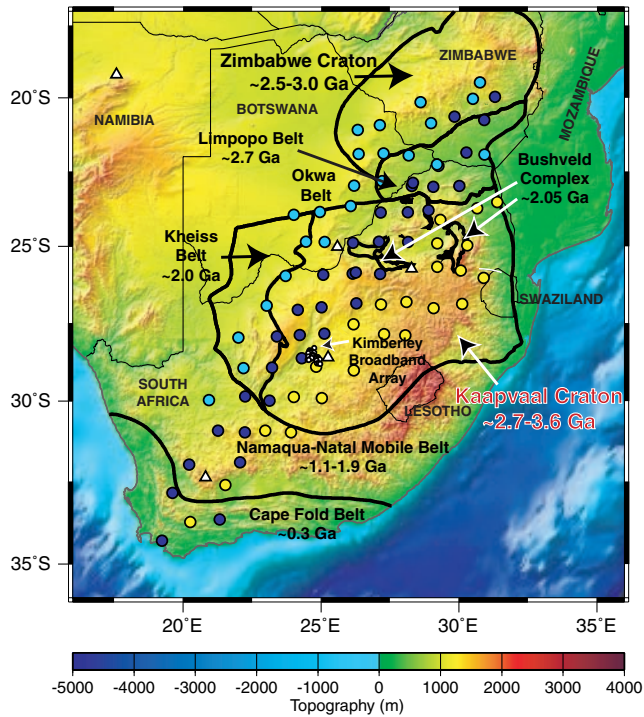 Zimbabwe Craton
~2.5-3.0 Ga
ZIMBABWE
20°S
NAMIBIA
BOTSWANA
MOZAMBIQUE
Limpopo Belt
~2.7 Ga
Okwa
Belt
Bushveld
Complex
~2.05 Ga
25°S
Kheiss
Belt
~2.0 Ga
SWAZILAND
Kimberley
Broadband
Array
SOUTH
AFRICA
LESOTHO
Kaapvaal Craton
~2.7-3.6 Ga
30°S
Namaqua-Natal Mobile Belt
~1.1-1.9 Ga
Cape Fold Belt
~0.3 Ga
35°S
20°E 25°E 30°E 35°E
-5000 -4000 -3000 -2000 -1000 0 1000 2000 3000 4000
Topography (m)